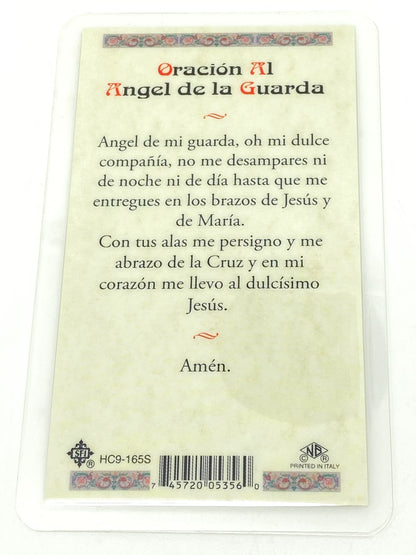 Oración Al
Angel de la Guarda
Angel de mi guarda, oh mi dulce
compañía, no me desampares ni
de noche ni de día hasta que me
entregues en los brazos de Jesús y
de María.
Con tus alas me persigno y me
abrazo de la Cruz y en mi
corazón me llevo al dulcísimo
Jesús.
Amén.
HC9-165S
PRINTED IN ITALY
7 45720 05356 0